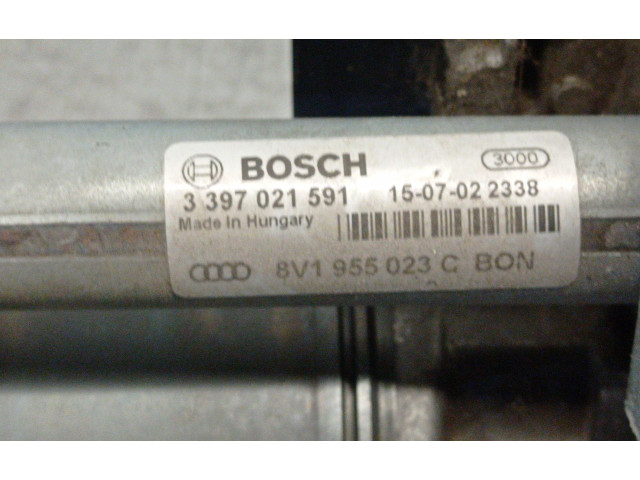 BOSCH 3000
3 397 021 591 15-07-02 2338
Made in Hungary
8V1 955 023 C BON